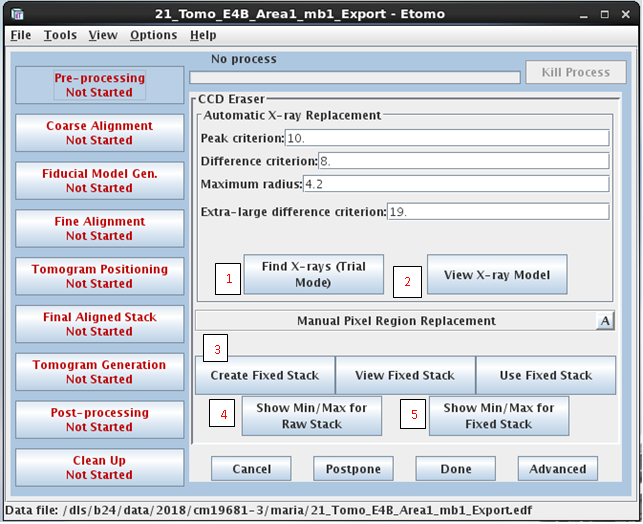 21_Tomo_E4B_Area1_mb1_Export - Etomo
File Tools View Options Help
No process
Kill Process
Pre-processing
Not Started
Coarse Alignment
Not Started
Fiducial Model Gen.
Not Started
Fine Alignment
Not Started
Tomogram Positioning
Not Started
Final Aligned Stack
Not Started
Tomogram Generation
Not Started
Post-processing
Not Started
Clean Up
Not Started
CCD Eraser
Automatic X-ray Replacement
Peak criterion: 10.
Difference criterion: 8.
Maximum radius: 4.2
Extra-large difference criterion: 19.
1
Find X-rays (Trial
Mode)
2
View X-ray Model
Manual Pixel Region Replacement A
3
Create Fixed Stack View Fixed Stack Use Fixed Stack
4
Show Min/Max for
Raw Stack
5
Show Min/Max for
Fixed Stack
Cancel Postpone Done Advanced
Data file: /dls/b24/data/2018/cm19681-3/maria/21_Tomo_E4B_Area1_mb1_Export.edf